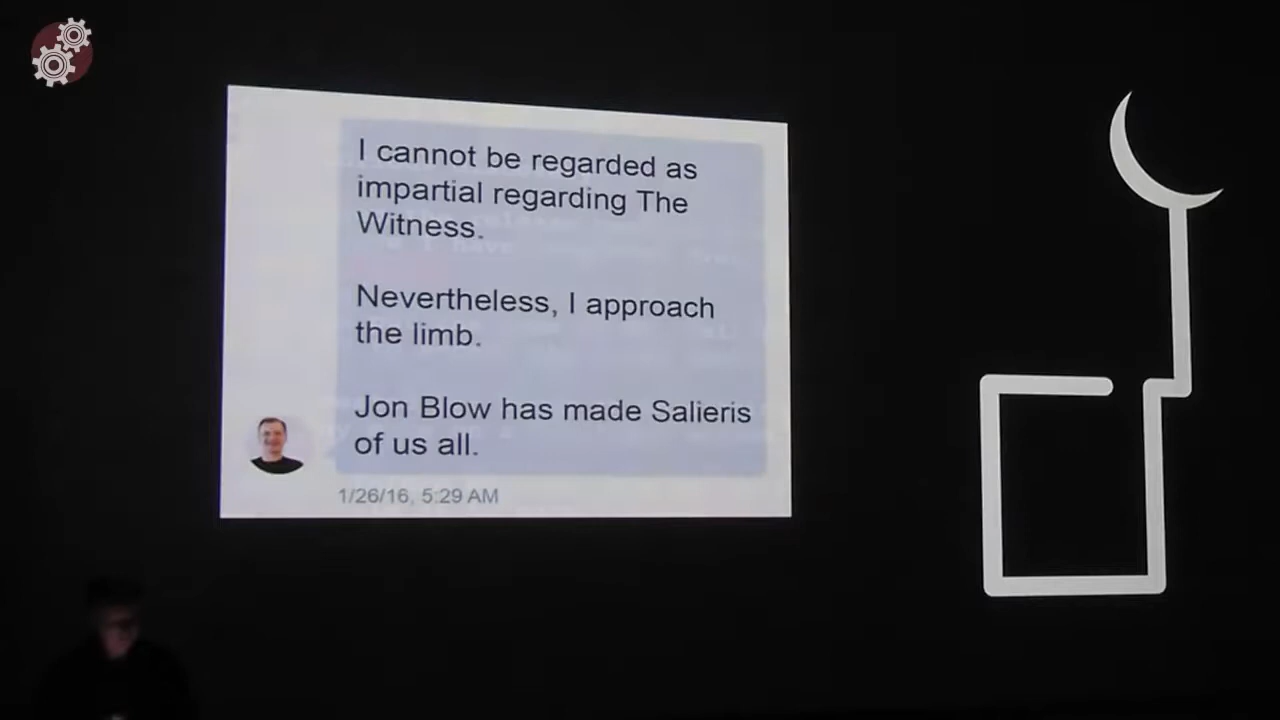 I cannot be regarded as
impartial regarding The
Witness.
Nevertheless, I approach
the limb.
Jon Blow has made Salieris
of us all.
1/26/16, 5:29 AM